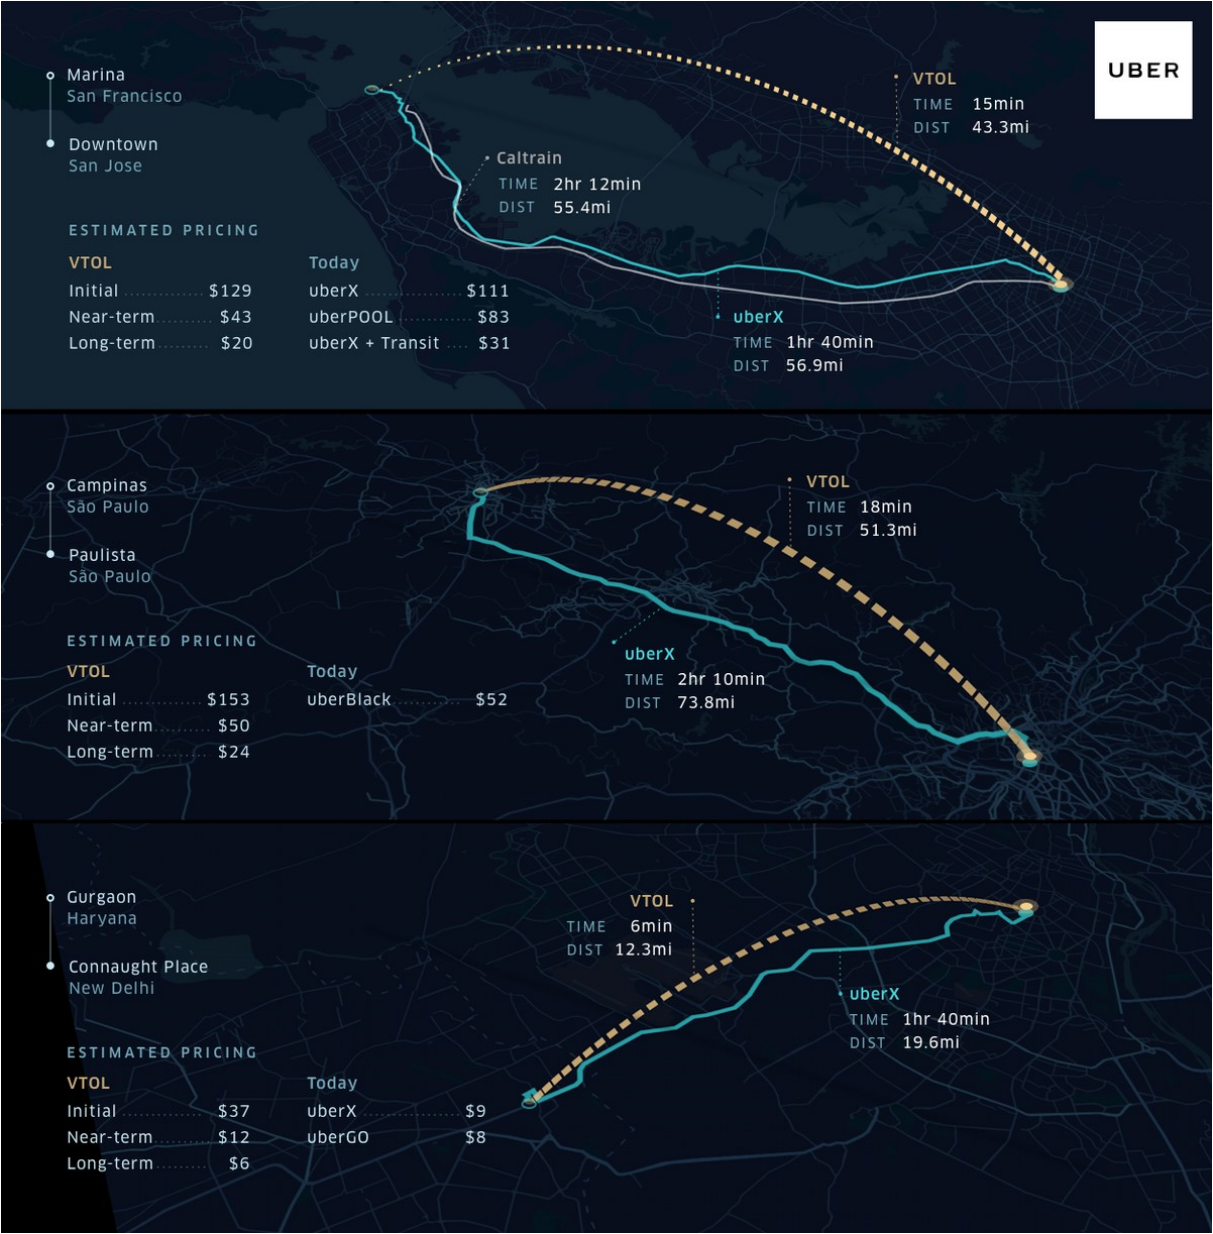 UBER
Marina
San Francisco
Downtown
San Jose
VTOL
TIME 15min
DIST 43.3mi
Caltrain
TIME 2hr 12min
DIST 55.4mi
uberX
TIME 1hr 40min
DIST 56.9mi
ESTIMATED PRICING
VTOL Today
Initial $129 uberX $111
Near-term $43 uberPOOL $83
Long-term $20 uberX + Transit $31
Campinas
São Paulo
Paulista
São Paulo
VTOL
TIME 18min
DIST 51.3mi
uberX
TIME 2hr 10min
DIST 73.8mi
ESTIMATED PRICING
VTOL Today
Initial $153 uberBlack $52
Near-term $50
Long-term $24
Gurgaon
Haryana
Connaught Place
New Delhi
VTOL
TIME 6min
DIST 12.3mi
uberX
TIME 1hr 40min
DIST 19.6mi
ESTIMATED PRICING
VTOL Today
Initial $37 uberX $9
Near-term $12 uberGO $8
Long-term $6